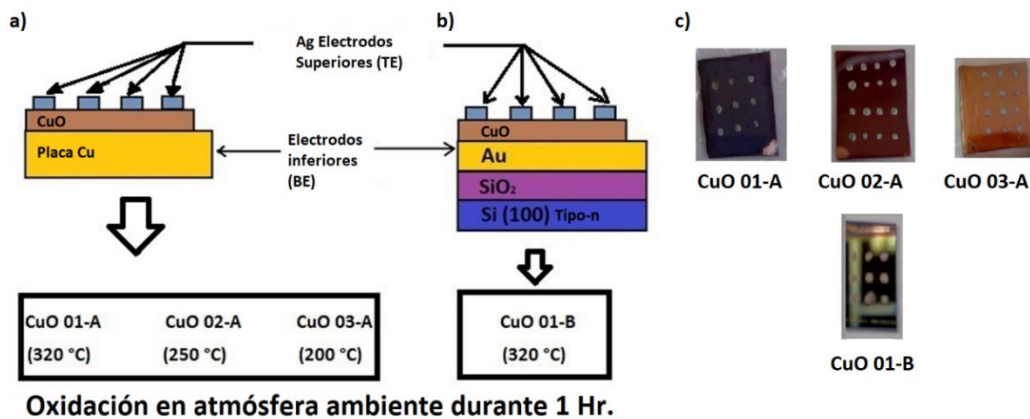 a)
Ag Electrodos
Superiores (TE)
CuO
Placa Cu
Electrodos
inferiores
(BE)
b)
CuO
Au
SiO₂
Si (100) Tipo-n
c)
CuO 01-A
CuO 02-A
CuO 03-A
CuO 01-B
CuO 01-A
CuO 02-A
CuO 03-A
(320 °C)
(250 °C)
(200 °C)
CuO 01-B
(320 °C)
Oxidación en atmósfera ambiente durante 1 Hr.